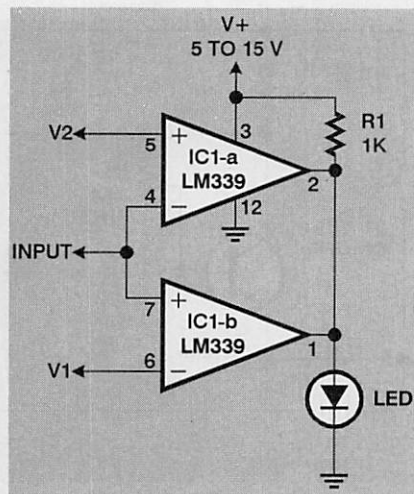 V+
5 TO 15 V
R1
1K
V2
5
+
3
IC1-a
LM339
2
4
−
12
INPUT
7
+
IC1-b
LM339
1
V1
6
−
LED